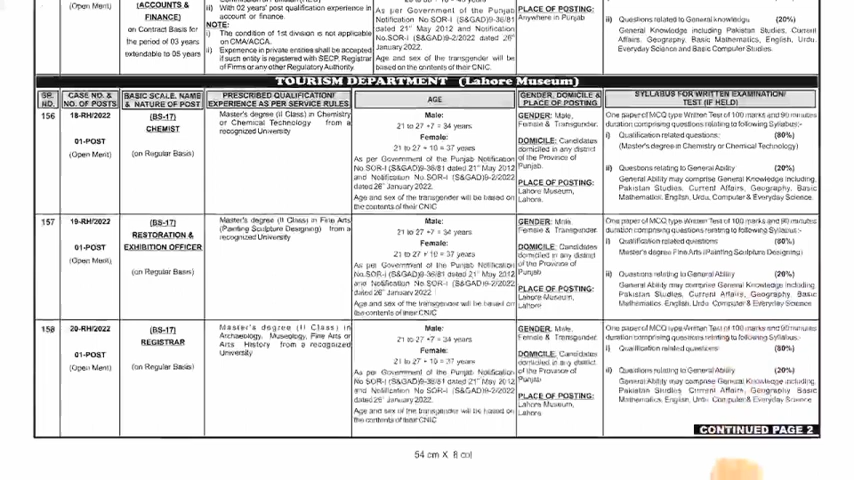 (Open Merit)
(ACCOUNTS &
FINANCE)
on Contract Basis for
the period of 03 years
extendable to 05 years
ii) With 02 years' post qualification experience in
account or finance.
NOTE:
i) The condition of 1st division is not applicable
on CMA/ACCA.
ii) Experience in private entities shall be accepted
if such entity is registered with SECP, Registrar
of Firms or any other Regulatory Authority.
As per Government of the Punjab
Notification No.SOR-I (S&GAD)9-36/81
dated 21st May 2012 and Notification
No.SOR-I (S&GAD)9-2/2022 dated 26th
January 2022.
Age and sex of the transgender will be
based on the contents of their CNIC.
PLACE OF POSTING:
Anywhere in Punjab
ii) Questions related to General knowledge (20%)
General Knowledge including Pakistan Studies, Current
Affairs, Geography, Basic Mathematics, English, Urdu,
Everyday Science and Basic Computer Studies.
TOURISM DEPARTMENT (Lahore Museum)
SR. NO.
CASE NO. & NO. OF POSTS
BASIC SCALE, NAME & NATURE OF POST
PRESCRIBED QUALIFICATION/ EXPERIENCE AS PER SERVICE RULES
AGE
GENDER, DOMICILE & PLACE OF POSTING
SYLLABUS FOR WRITTEN EXAMINATION/ TEST (IF HELD)
156
18-RH/2022
01-POST
(Open Merit)
(BS-17)
CHEMIST
(on Regular Basis)
Master's degree (II Class) in Chemistry
or Chemical Technology from a
recognized University
Male:
21 to 27 +7 = 34 years
Female:
21 to 27 + 10 = 37 years
As per Government of the Punjab Notification
No.SOR-I (S&GAD)9-36/81 dated 21st May 2012
and Notification No.SOR-I (S&GAD)9-2/2022
dated 26th January 2022.
Age and sex of the transgender will be based on
the contents of their CNIC
GENDER: Male,
Female & Transgender.
DOMICILE: Candidates
domiciled in any district
of the Province of
Punjab.
PLACE OF POSTING:
Lahore Museum,
Lahore.
One paper of MCQ type Written Test of 100 marks and 90 minutes
duration comprising questions relating to following Syllabus:-
i) Qualification related questions: (80%)
(Master's degree in Chemistry or Chemical Technology)
ii) Questions relating to General Ability (20%)
General Ability may comprise General Knowledge including,
Pakistan Studies, Current Affairs, Geography, Basic
Mathematics, English, Urdu, Computer & Everyday Science.
157
19-RH/2022
01-POST
(Open Merit)
(BS-17)
RESTORATION &
EXHIBITION OFFICER
(on Regular Basis)
Master's degree (II Class) in Fine Arts
(Painting Sculpture Designing) from a
recognized University
Male:
21 to 27 +7 = 34 years
Female:
21 to 27 + 10 = 37 years
As per Government of the Punjab Notification
No.SOR-I (S&GAD)9-36/81 dated 21st May 2012
and Notification No.SOR-I (S&GAD)9-2/2022
dated 26th January 2022.
Age and sex of the transgender will be based on
the contents of their CNIC
GENDER: Male,
Female & Transgender.
DOMICILE: Candidates
domiciled in any district
of the Province of
Punjab
PLACE OF POSTING:
Lahore Museum,
Lahore
One paper of MCQ type Written Test of 100 marks and 90 minutes
duration comprising questions relating to following Syllabus:-
i) Qualification related questions: (80%)
Master's degree Fine Arts (Painting Sculpture Designing)
ii) Questions relating to General Ability (20%)
General Ability may comprise General Knowledge including
Pakistan Studies, Current Affairs, Geography, Basic
Mathematics, English, Urdu Computer & Everyday Science.
158
20-RH/2022
01-POST
(Open Merit)
(BS-17)
REGISTRAR
(on Regular Basis)
Master's degree (II Class) in
Archaeology, Museology, Fine Arts or
Arts History from a recognized
University
Male:
21 to 27 +7 = 34 years
Female:
21 to 27 + 10 = 37 years
As per Government of the Punjab Notification
No.SOR-I (S&GAD)9-36/81 dated 21st May 2012
and Notification No.SOR-I (S&GAD)9-2/2022
dated 26th January 2022.
Age and sex of the transgender will be based on
the contents of their CNIC
GENDER: Male,
Female & Transgender.
DOMICILE: Candidates
domiciled in any district
of the Province of
Punjab
PLACE OF POSTING:
Lahore Museum,
Lahore
One paper of MCQ type Written Test of 100 marks and 90 minutes
duration comprising questions relating to following Syllabus:-
i) Qualification related questions: (80%)
ii) Questions relating to General Ability (20%)
General Ability may comprise General Knowledge including,
Pakistan Studies Current Affairs, Geography Basic
Mathematics, English, Urdu Computer & Everyday Science
CONTINUED PAGE 2
54 cm X 8 col